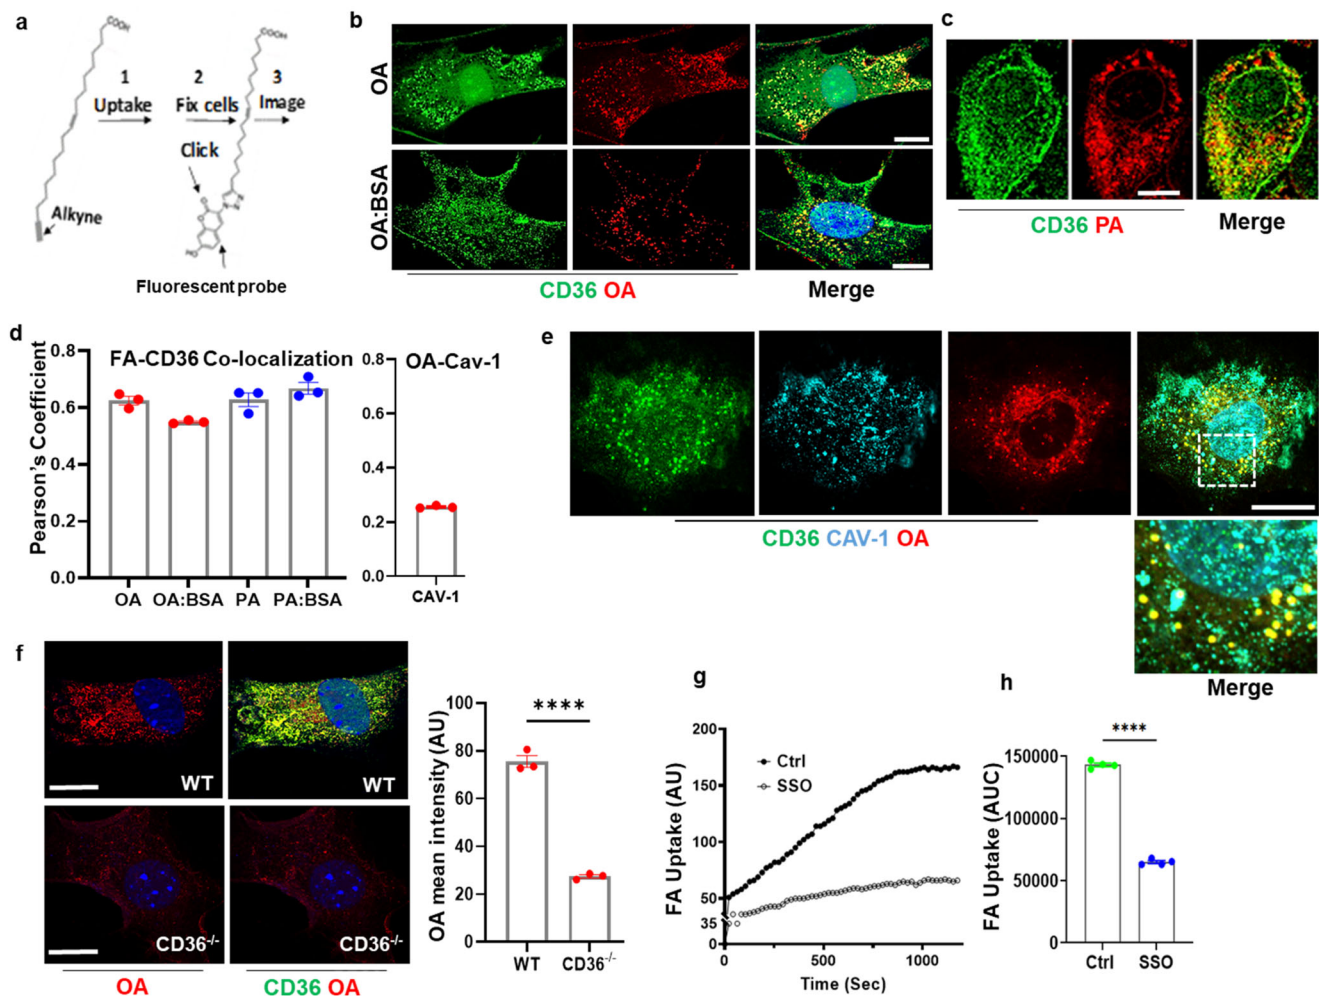 a
COOH
COOH
1
2
3
Uptake
Fix cells
Image
Click
Alkyne
HO
Fluorescent probe
b
OA
OA:BSA
CD36 OA
Merge
c
CD36 PA
Merge
d
FA-CD36 Co-localization
Pearson's Coefficient
0.8
0.6
0.4
0.2
0.0
OA
OA:BSA
PA
PA:BSA
OA-Cav-1
0.8
0.6
0.4
0.2
0.0
CAV-1
e
CD36 CAV-1 OA
Merge
f
WT
WT
CD36-/-
CD36-/-
OA
CD36 OA
OA mean intensity (AU)
100
80
60
40
20
0
****
WT
CD36-/-
g
FA Uptake (AU)
200
150
100
50
35
0
Ctrl
SSO
0
500
1000
Time (Sec)
h
FA Uptake (AUC)
****
150000
100000
50000
0
Ctrl
SSO